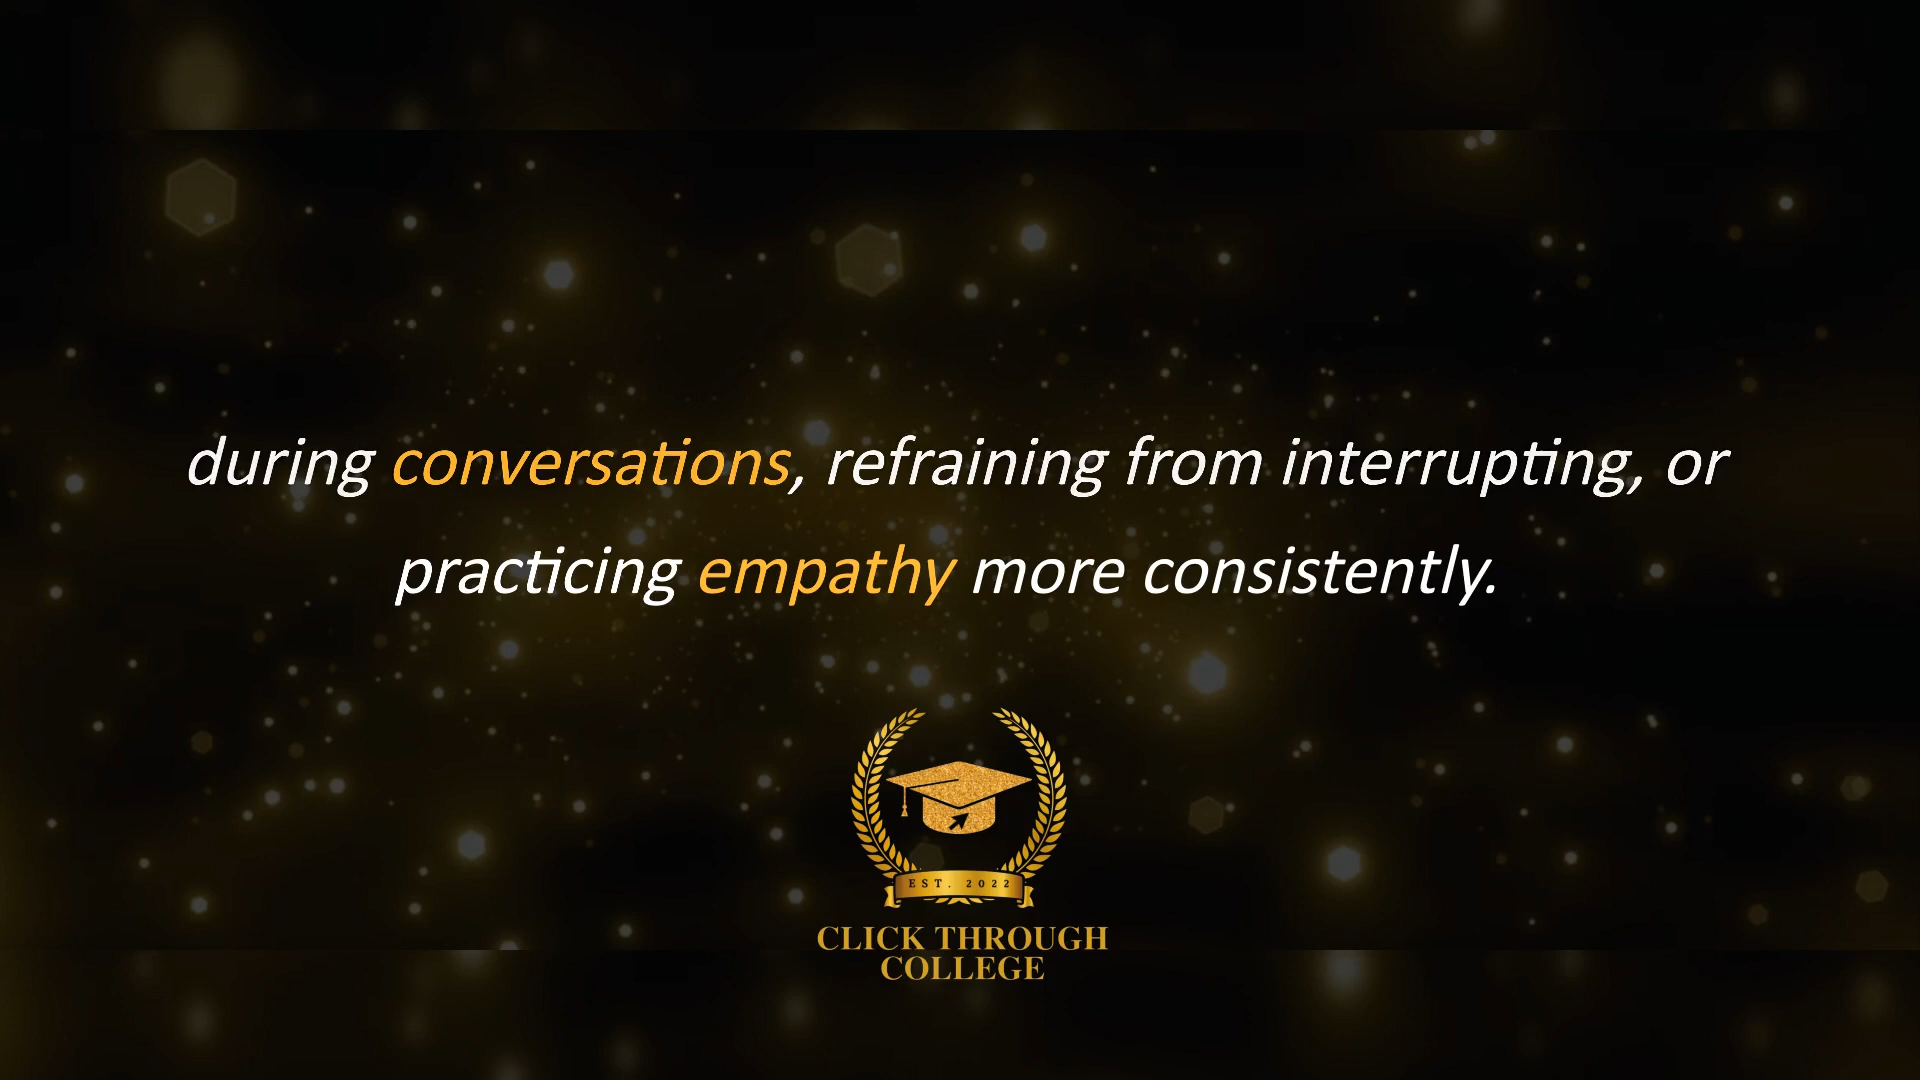 during conversations, refraining from interrupting, or
practicing empathy more consistently.
EST. 2022
CLICK THROUGH
COLLEGE